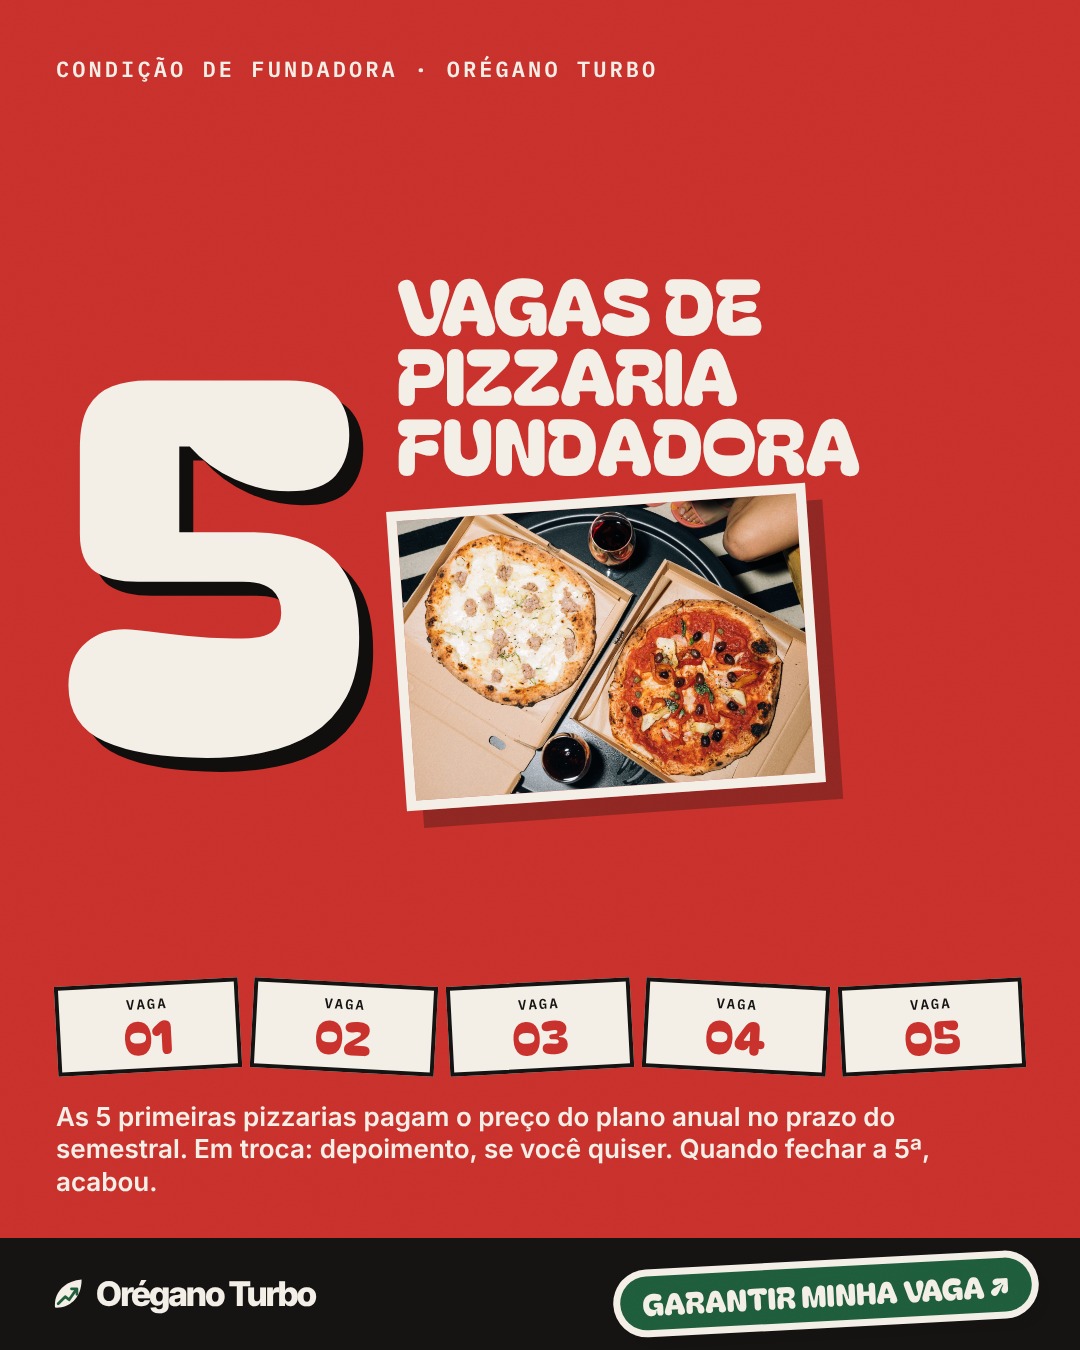 CONDIÇÃO DE FUNDADORA · ORÉGANO TURBO
5
VAGAS DE
PIZZARIA
FUNDADORA
VAGA
01
VAGA
02
VAGA
03
VAGA
04
VAGA
05
As 5 primeiras pizzarias pagam o preço do plano anual no prazo do
semestral. Em troca: depoimento, se você quiser. Quando fechar a 5ª,
acabou.
Orégano Turbo
GARANTIR MINHA VAGA ↗